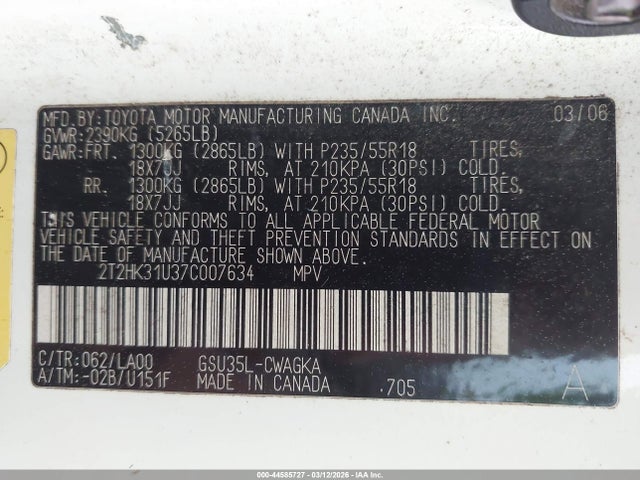 MFD.BY:TOYOTA MOTOR MANUFACTURING CANADA INC. 03/06
GVWR:2390KG (5265LB)
GAWR:FRT. 1300KG (2865LB) WITH P235/55R18 TIRES,
18X7JJ RIMS, AT 210KPA (30PSI) COLD.
RR. 1300KG (2865LB) WITH P235/55R18 TIRES,
18X7JJ RIMS, AT 210KPA (30PSI) COLD.
THIS VEHICLE CONFORMS TO ALL APPLICABLE FEDERAL MOTOR
VEHICLE SAFETY AND THEFT PREVENTION STANDARDS IN EFFECT ON
THE DATE OF MANUFACTURE SHOWN ABOVE.
2T2HK31U37C007634 MPV
C/TR:062/LA00 GSU35L-CWAGKA
A/TM:-02B/U151F MADE IN CANADA .705 A
000-44585727 - 03/12/2026 - IAA Inc.